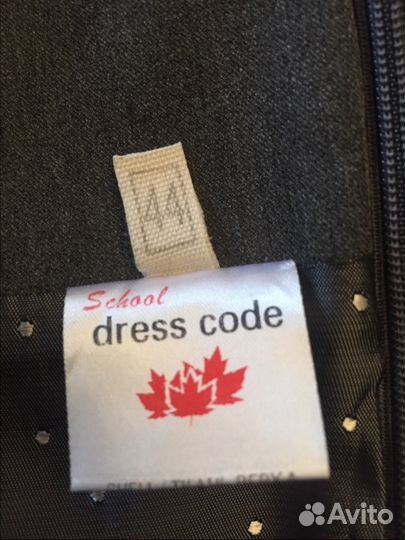 44
School
dress code
Avito